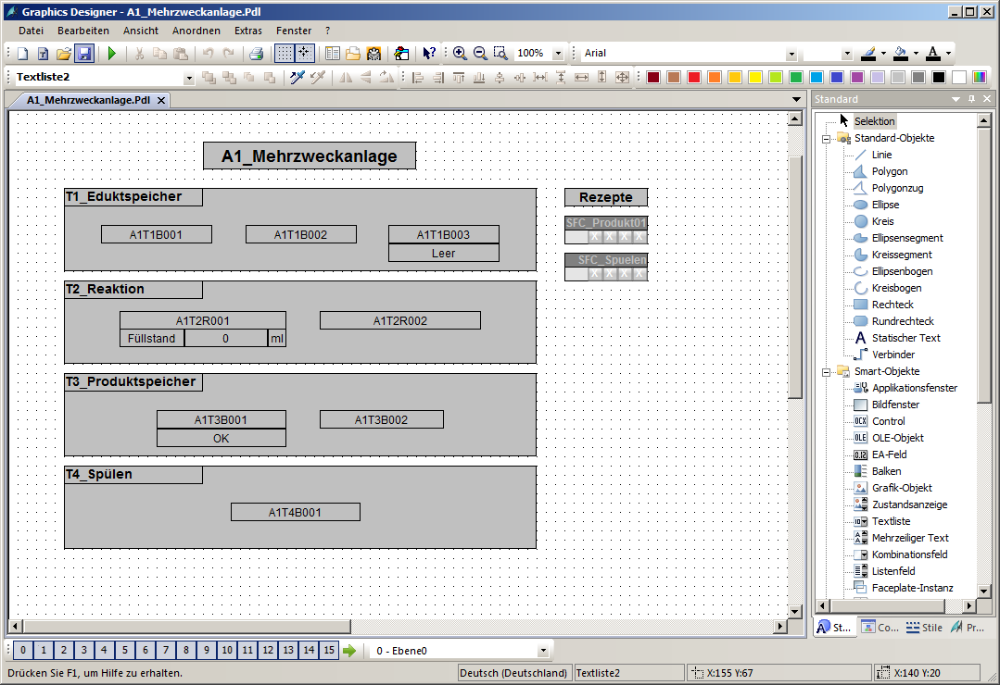 Graphics Designer - A1_Mehrzweckanlage.Pdl
Datei Bearbeiten Ansicht Anordnen Extras Fenster ?
100% Arial
Textliste2
A1_Mehrzweckanlage.Pdl
Standard
A1_Mehrzweckanlage
T1_Eduktspeicher
A1T1B001 A1T1B002 A1T1B003
Leer
T2_Reaktion
A1T2R001 A1T2R002
Füllstand 0 ml
T3_Produktspeicher
A1T3B001 A1T3B002
OK
T4_Spülen
A1T4B001
Rezepte
SFC_Produkt01
X X X X
SFC_Spuelen
X X X X
Selektion
Standard-Objekte
Linie
Polygon
Polygonzug
Ellipse
Kreis
Ellipsensegment
Kreissegment
Ellipsenbogen
Kreisbogen
Rechteck
Rundrechteck
A Statischer Text
Verbinder
Smart-Objekte
Applikationsfenster
Bildfenster
OCX Control
OLE OLE-Objekt
0.12 EA-Feld
Balken
Grafik-Objekt
Zustandsanzeige
Textliste
Mehrzeiliger Text
Kombinationsfeld
Listenfeld
Faceplate-Instanz
St... Co... Stile Pr...
0 1 2 3 4 5 6 7 8 9 10 11 12 13 14 15 0 - Ebene0
Drücken Sie F1, um Hilfe zu erhalten. Deutsch (Deutschland) Textliste2 X:155 Y:67 X:140 Y:20